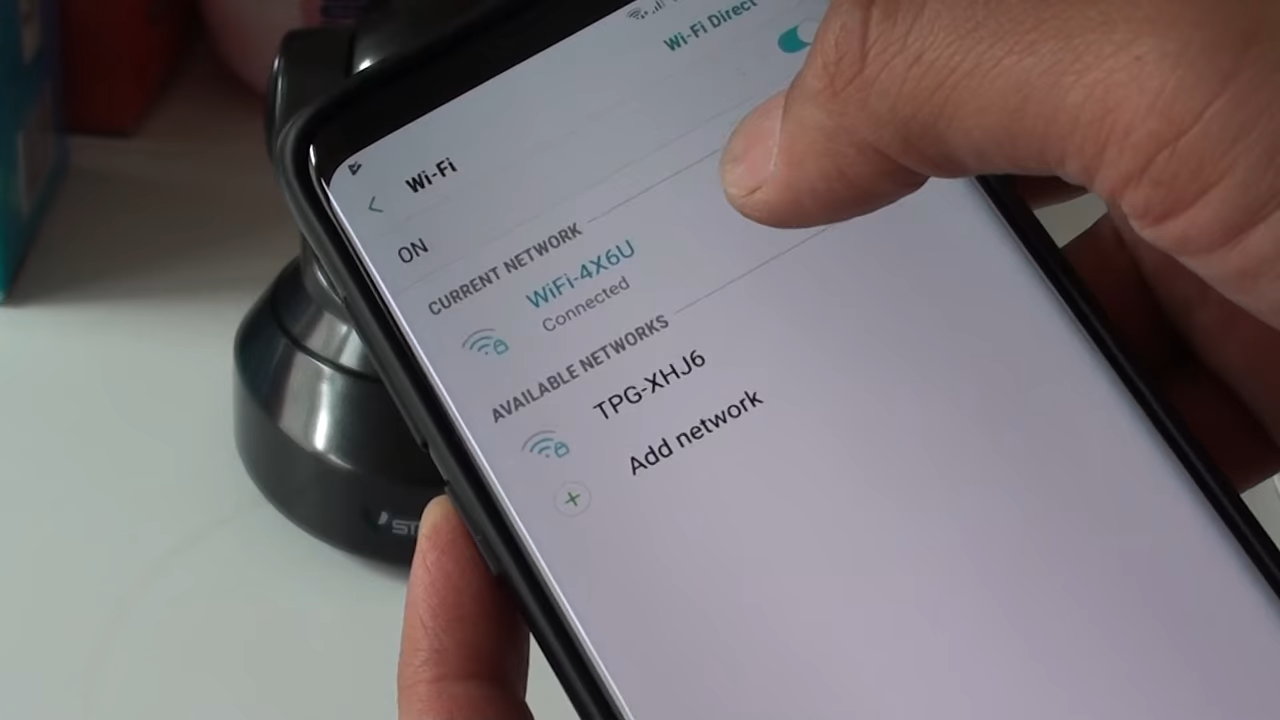 Wi-Fi Direct
Wi-Fi
ON
CURRENT NETWORK
WiFi-4X6U
Connected
AVAILABLE NETWORKS
TPG-XHJ6
Add network